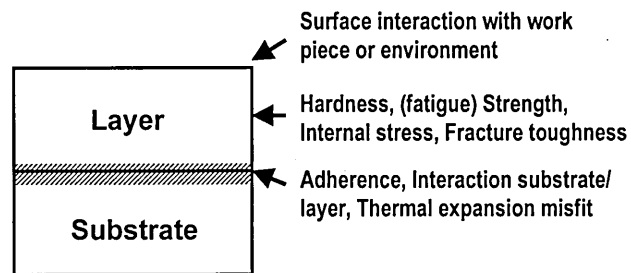 Surface interaction with work
piece or environment
Layer
Hardness, (fatigue) Strength,
Internal stress, Fracture toughness
Adherence, Interaction substrate/
layer, Thermal expansion misfit
Substrate